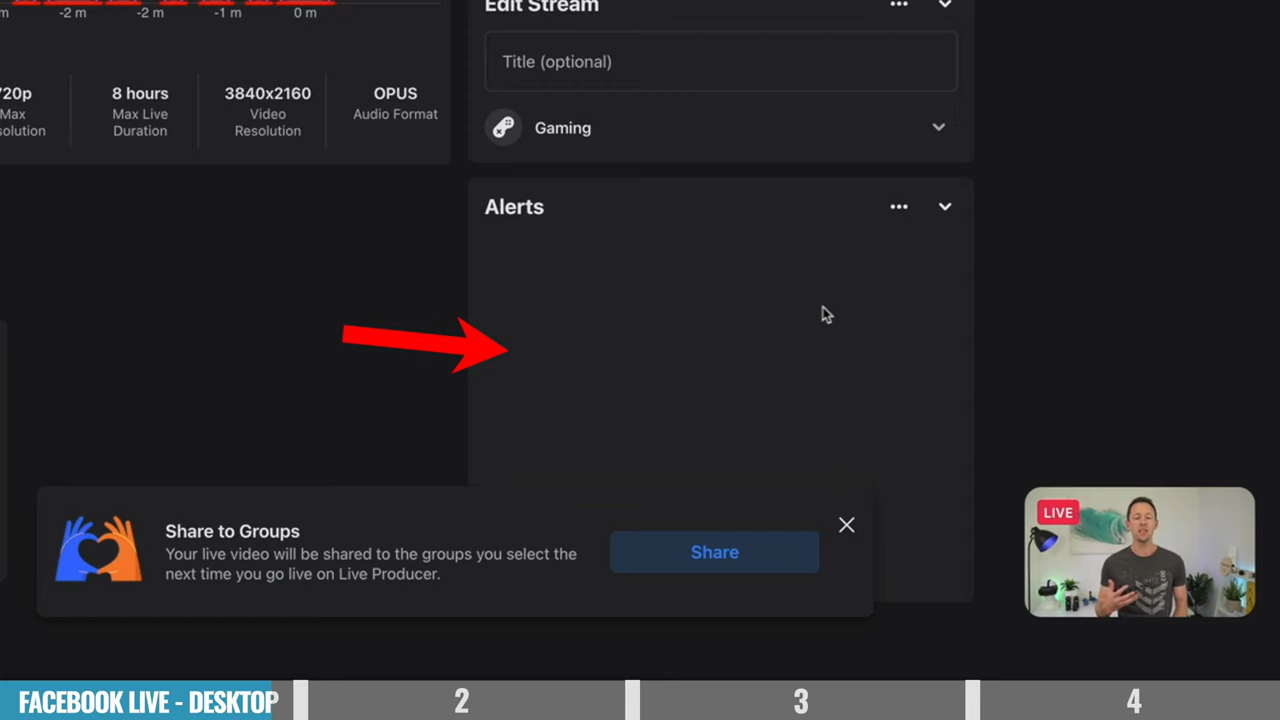 -2 m
-2 m
-1 m
0 m
720p
Max
8 hours
Max Live
Duration
3840x2160
Video
Resolution
OPUS
Audio Format
Edit Stream
Title (optional)
Gaming
Alerts
Share to Groups
Your live video will be shared to the groups you select the
next time you go live on Live Producer.
Share
LIVE
FACEBOOK LIVE - DESKTOP
2
3
4